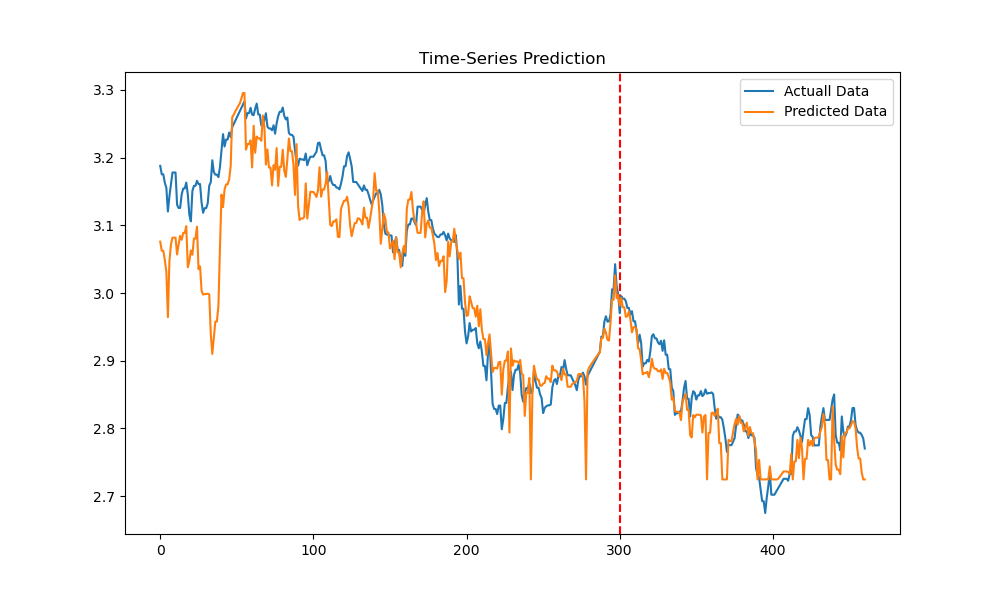 Time-Series Prediction
Actuall Data
Predicted Data
3.3
3.2
3.1
3.0
2.9
2.8
2.7
0 100 200 300 400